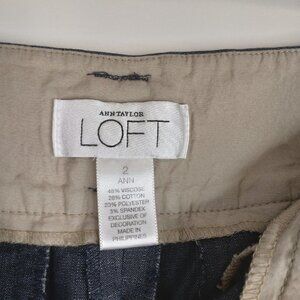 ANN TAYLOR
LOFT
2
ANN
48% VISCOSE
26% COTTON
23% POLYESTER
3% SPANDEX
EXCLUSIVE OF
DECORATION
MADE IN
PHILIPPINES